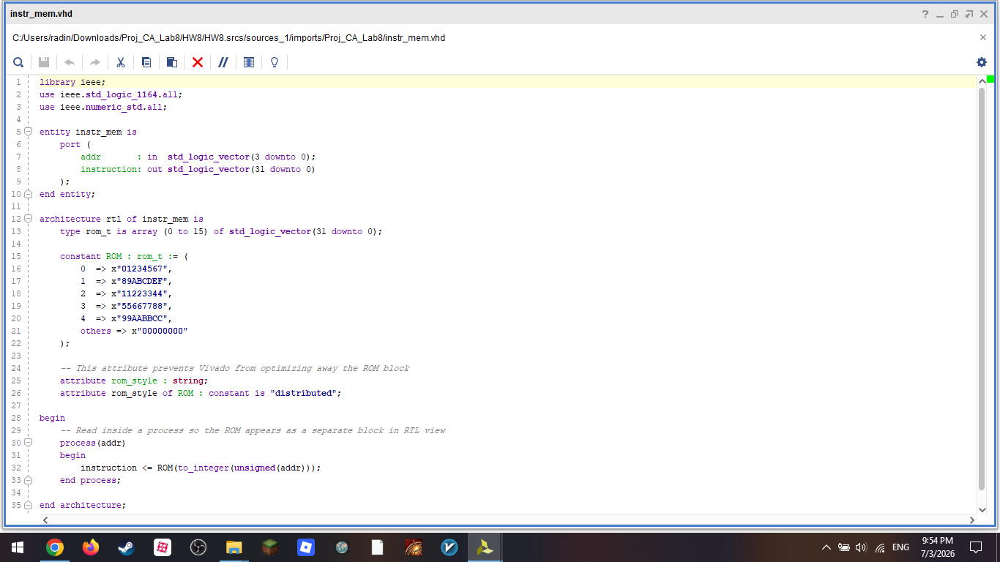 instr_mem.vhd
C:/Users/radin/Downloads/Proj_CA_Lab8/HW8/HW8.srcs/sources_1/imports/Proj_CA_Lab8/instr_mem.vhd
1 library ieee;
2 use ieee.std_logic_1164.all;
3 use ieee.numeric_std.all;
4
5 entity instr_mem is
6     port (
7         addr       : in  std_logic_vector(3 downto 0);
8         instruction: out std_logic_vector(31 downto 0)
9     );
10 end entity;
11
12 architecture rtl of instr_mem is
13     type rom_t is array (0 to 15) of std_logic_vector(31 downto 0);
14
15     constant ROM : rom_t := (
16         0  => x"01234567",
17         1  => x"89ABCDEF",
18         2  => x"11223344",
19         3  => x"55667788",
20         4  => x"99AABBCC",
21         others => x"00000000"
22     );
23
24     -- This attribute prevents Vivado from optimizing away the ROM block
25     attribute rom_style : string;
26     attribute rom_style of ROM : constant is "distributed";
27
28 begin
29     -- Read inside a process so the ROM appears as a separate block in RTL view
30     process(addr)
31     begin
32         instruction <= ROM(to_integer(unsigned(addr)));
33     end process;
34
35 end architecture;
ENG
9:54 PM
7/3/2026